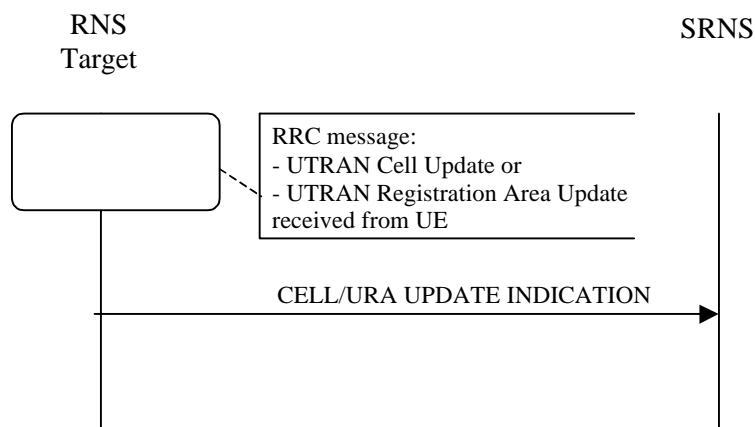 RNS
Target
SRNS
RRC message:
- UTRAN Cell Update or
- UTRAN Registration Area Update
received from UE
CELL/URA UPDATE INDICATION